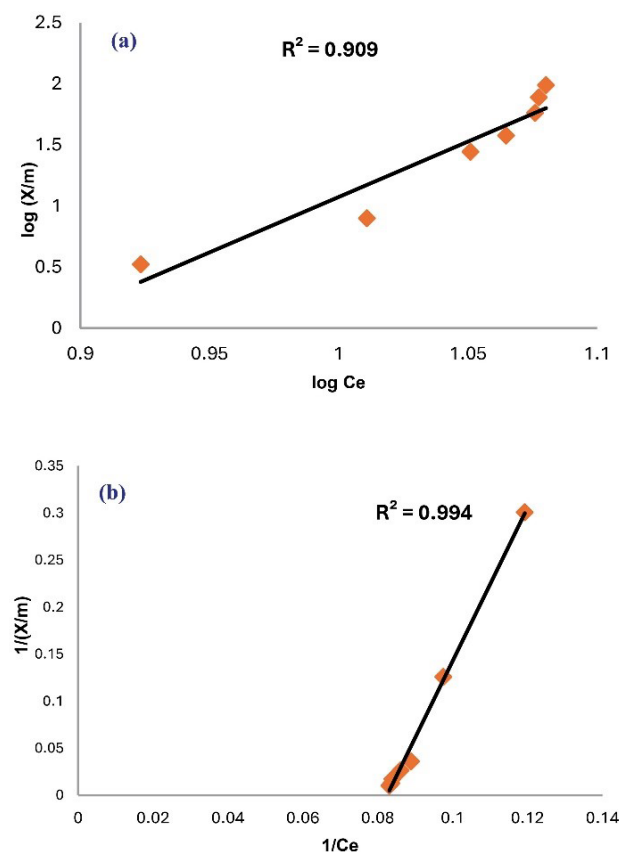 (a)
R² = 0.909
2.5
2
1.5
1
0.5
0
log (X/m)
0.9 0.95 1 1.05 1.1
log Ce
(b)
R² = 0.994
0.35
0.3
0.25
0.2
0.15
0.1
0.05
0
1/(X/m)
0 0.02 0.04 0.06 0.08 0.1 0.12 0.14
1/Ce